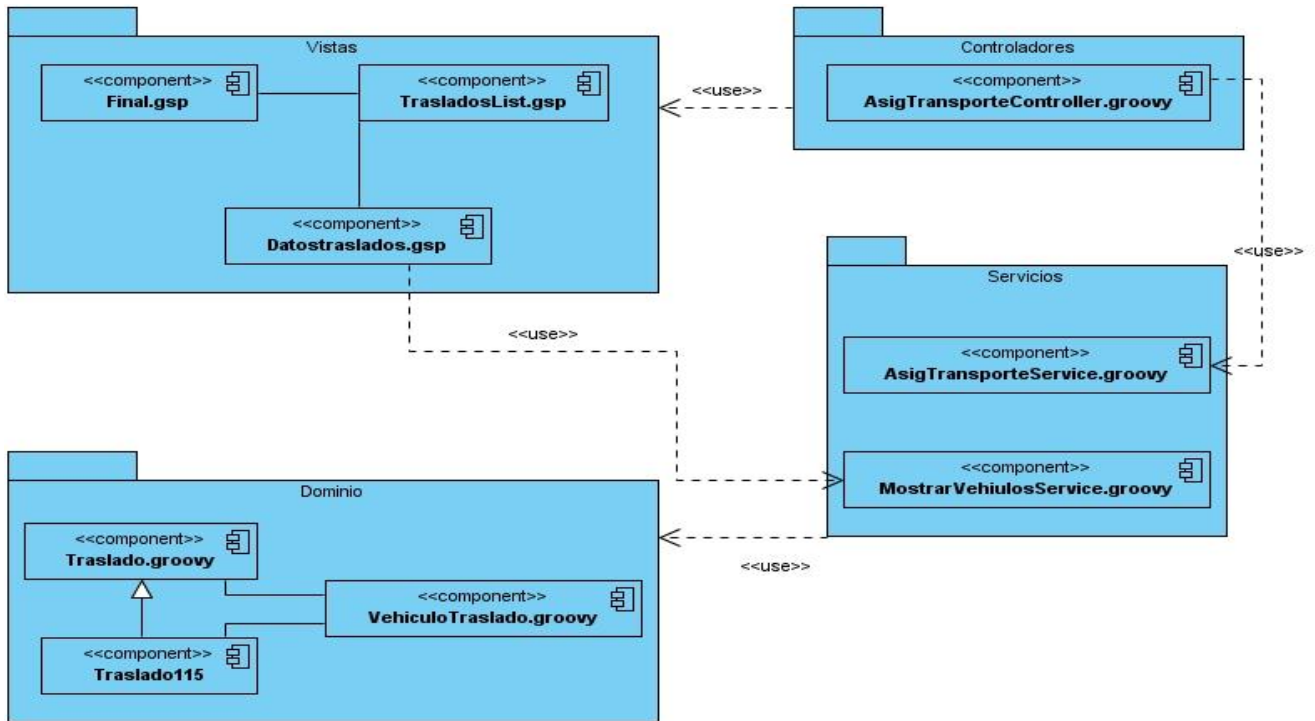 Vistas
<<component>>
Final.gsp
<<component>>
TrasladosList.gsp
<<component>>
Datostraslados.gsp
<<use>>
Controladores
<<component>>
AsigTransporteController.groovy
<<use>>
<<use>>
Servicios
<<component>>
AsigTransporteService.groovy
<<component>>
MostrarVehiulosService.groovy
<<use>>
Dominio
<<component>>
Traslado.groovy
<<component>>
VehiculoTraslado.groovy
<<component>>
Traslado115